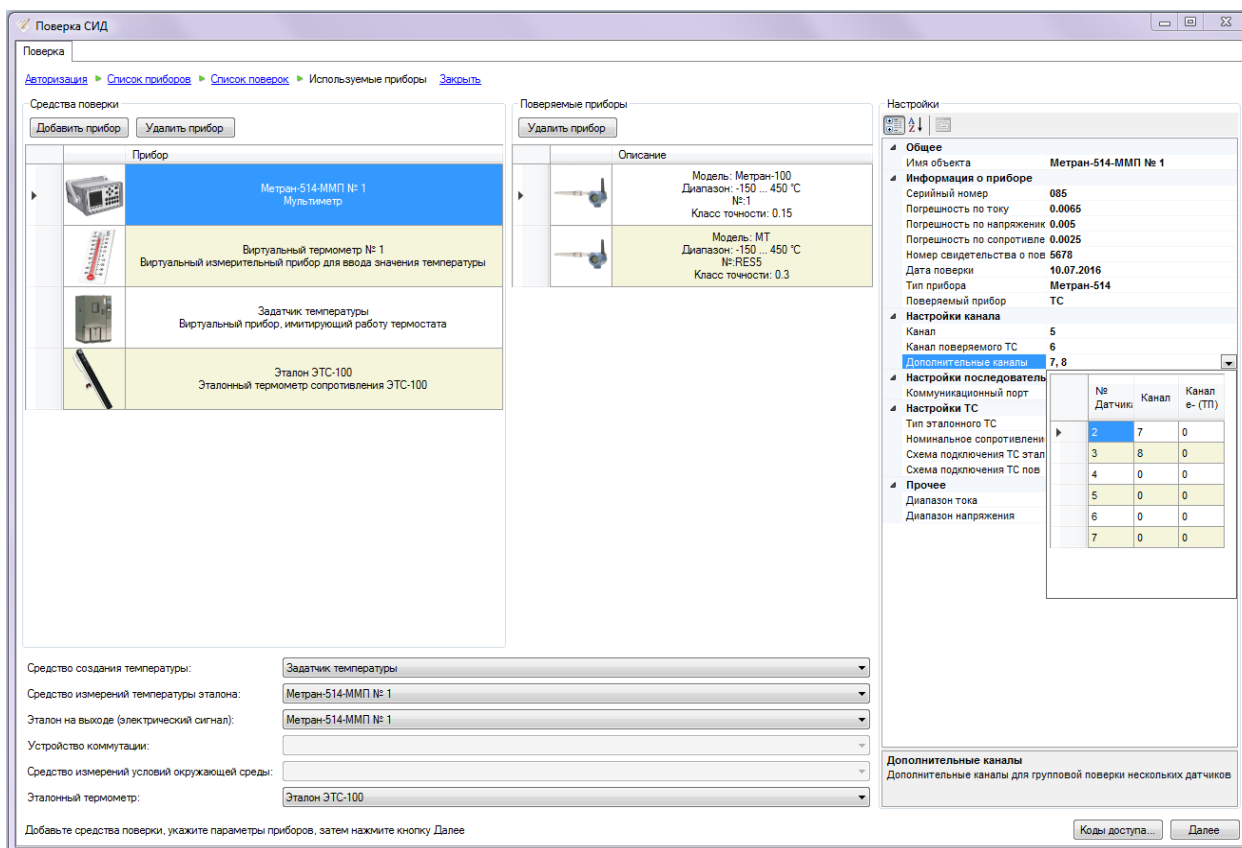 Поверка СИД
Поверка
Авторизация Список приборов Список поверок Используемые приборы Закрыть
Средства поверки
Добавить прибор Удалить прибор
Прибор
Метран-514-ММП № 1
Мультиметр
Виртуальный термометр № 1
Виртуальный измерительный прибор для ввода значения температуры
Задатчик температуры
Виртуальный прибор, имитирующий работу термостата
Эталон ЭТС-100
Эталонный термометр сопротивления ЭТС-100
Поверяемые приборы
Удалить прибор
Описание
Модель: Метран-100
Диапазон: -150 ... 450 °C
№:1
Класс точности: 0.15
Модель: МТ
Диапазон: -150 ... 450 °C
№:RES5
Класс точности: 0.3
Настройки
Общее
Имя объекта Метран-514-ММП № 1
Информация о приборе
Серийный номер 085
Погрешность по току 0.0065
Погрешность по напряжению 0.005
Погрешность по сопротивле 0.0025
Номер свидетельства о пов 5678
Дата поверки 10.07.2016
Тип прибора Метран-514
Поверяемый прибор ТС
Настройки канала
Канал 5
Канал поверяемого ТС 6
Дополнительные каналы 7, 8
Настройки последователь
Коммуникационный порт
Настройки ТС
Тип эталонного ТС
Номинальное сопротивлени
Схема подключения ТС этал
Схема подключения ТС пов
Прочее
Диапазон тока
Диапазон напряжения
№ Датчика Канал Канал е- (ТП)
2 7 0
3 8 0
4 0 0
5 0 0
6 0 0
7 0 0
Средство создания температуры: Задатчик температуры
Средство измерений температуры эталона: Метран-514-ММП № 1
Эталон на выходе (электрический сигнал): Метран-514-ММП № 1
Устройство коммутации:
Средство измерений условий окружающей среды:
Эталонный термометр: Эталон ЭТС-100
Дополнительные каналы
Дополнительные каналы для групповой поверки нескольких датчиков
Добавьте средства поверки, укажите параметры приборов, затем нажмите кнопку Далее
Коды доступа... Далее